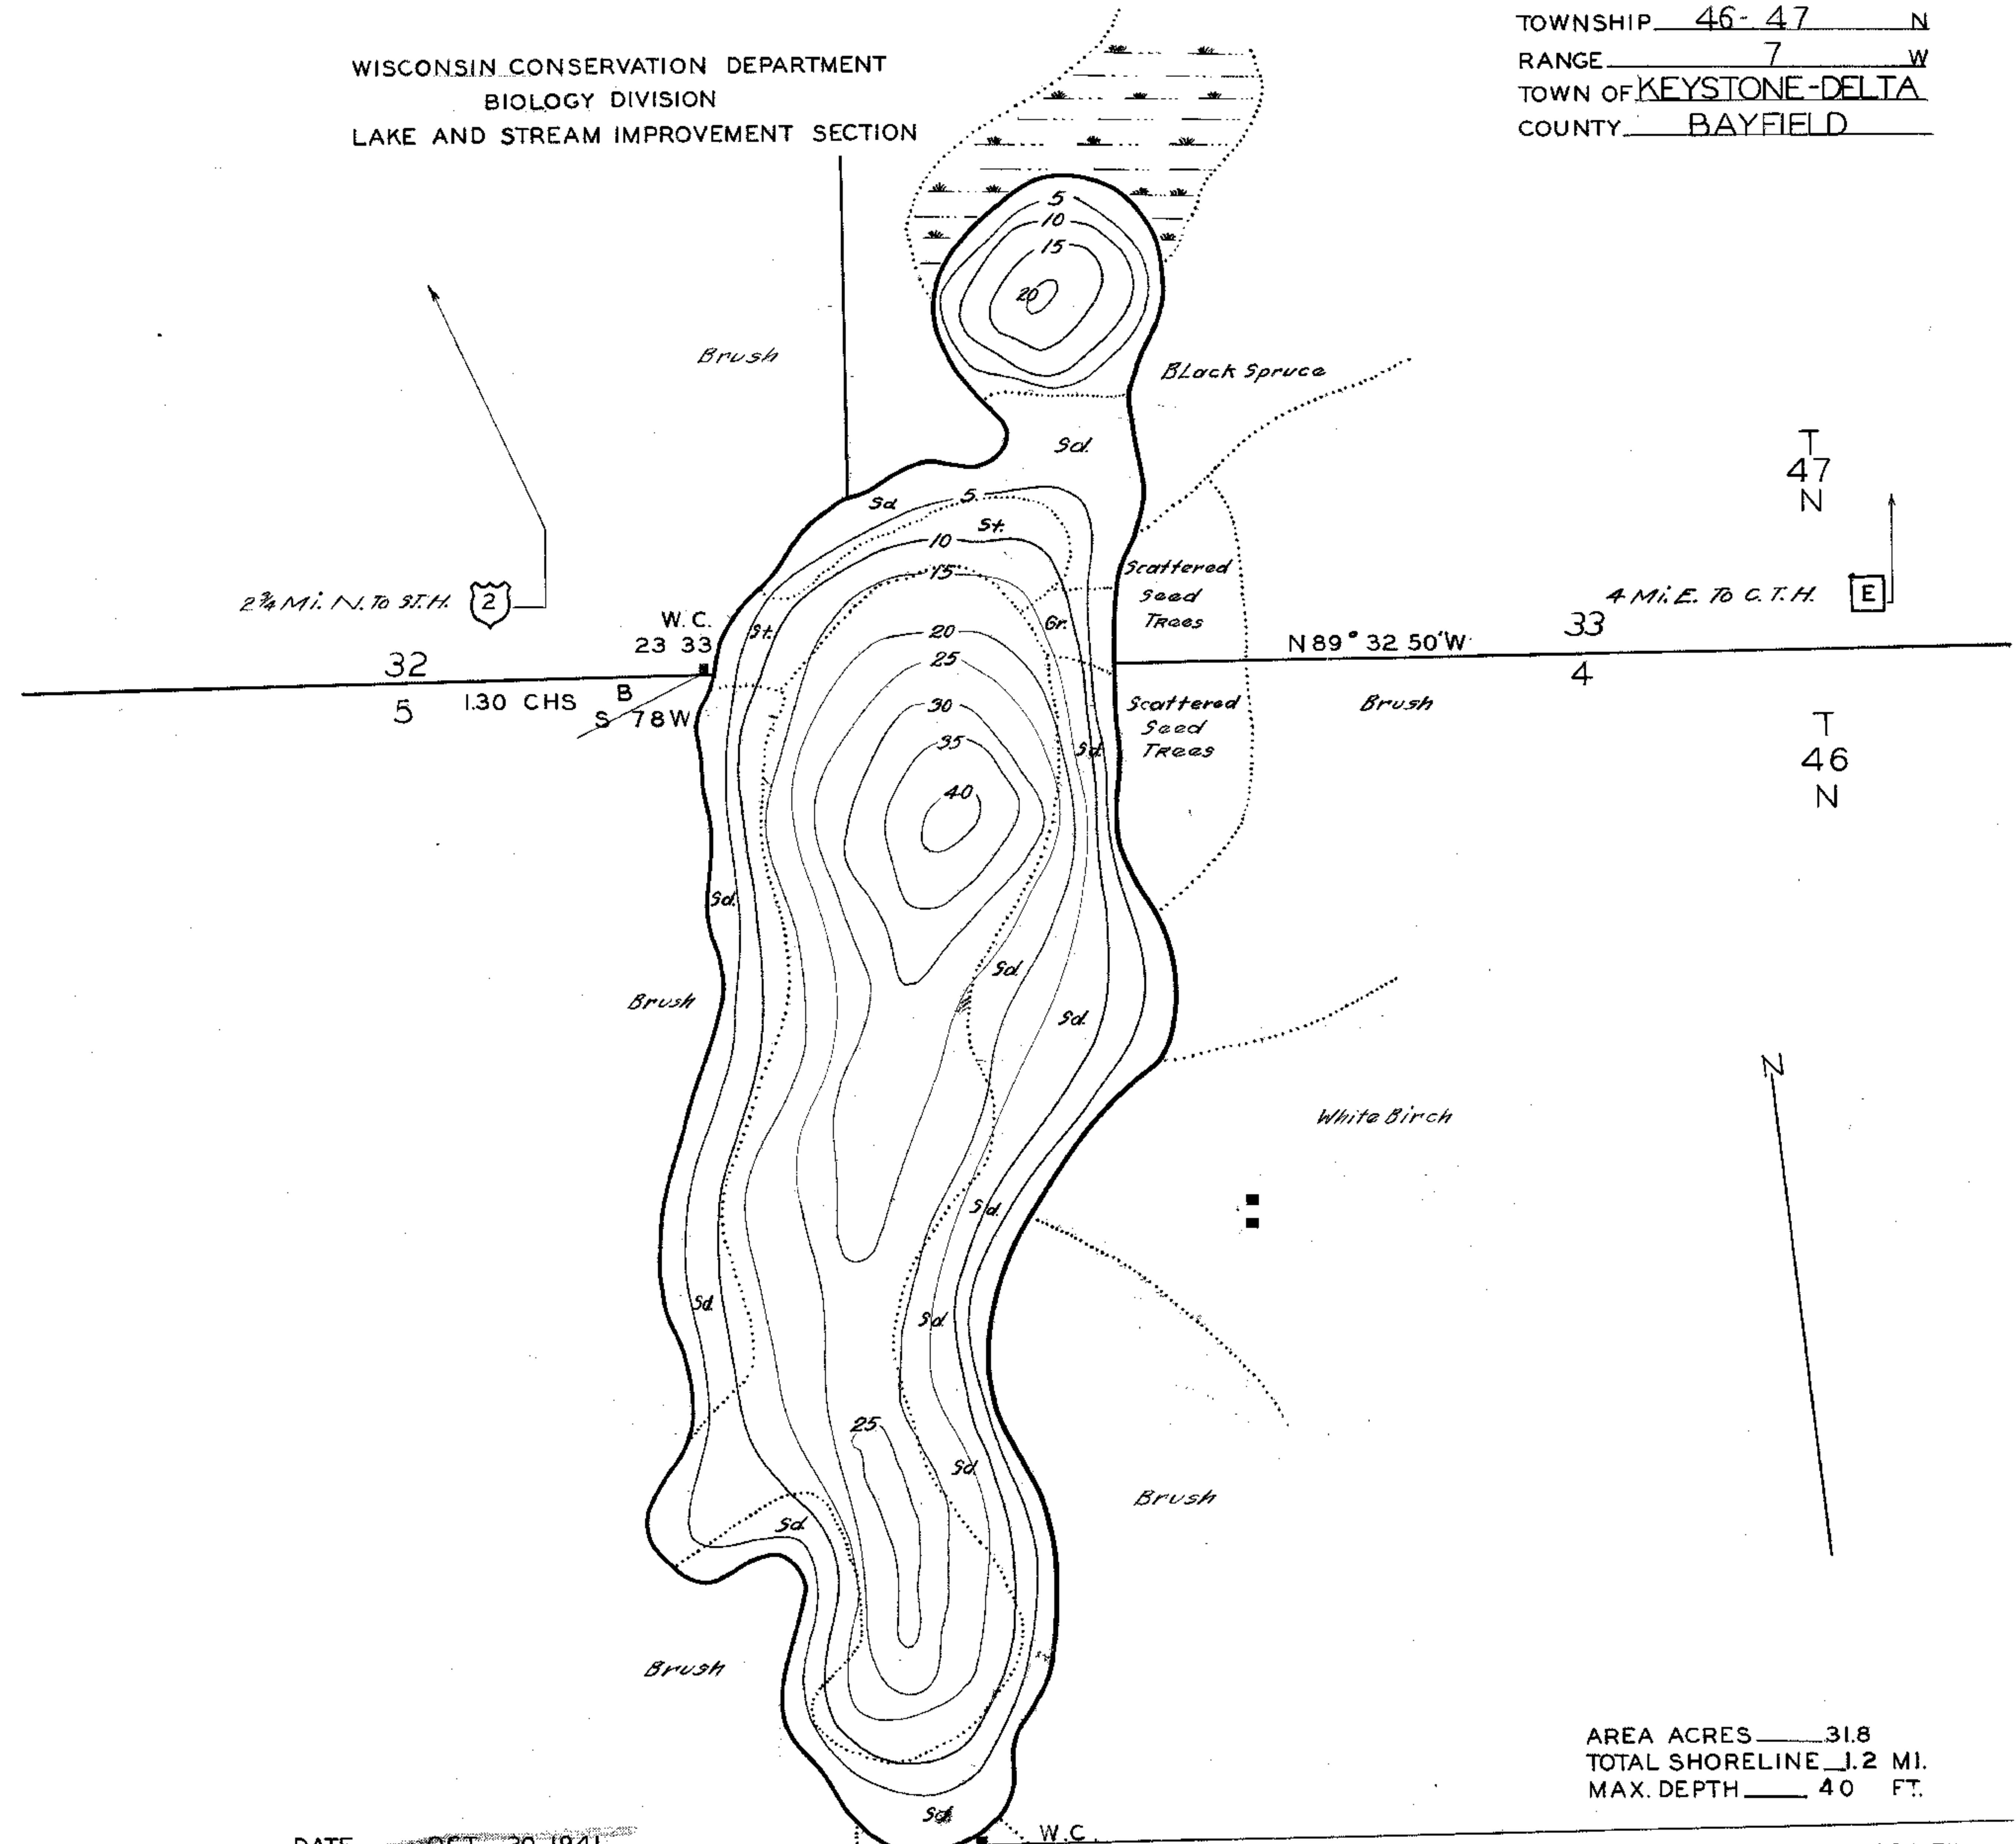 TOWNSHIP 46-47 N
RANGE 7 W
TOWN OF KEYSTONE-DELTA
COUNTY BAYFIELD
WISCONSIN CONSERVATION DEPARTMENT
BIOLOGY DIVISION
LAKE AND STREAM IMPROVEMENT SECTION
5
10
15
20
Brush
Black Spruce
Sd.
T
47
N
Sd.
5
St.
10
15
Scattered
Seed
Trees
2¾ Mi. N. To S.T.H. 2
4 Mi. E. To C.T.H. E
W.C.
23 33
St.
Gr.
20
33
N 89° 32 50'W
32
25
4
5
1.30 CHS
B
S 78W
30
35
40
Sd.
Scattered
Seed
Trees
Brush
T
46
N
Sd.
Sd.
Brush
Sd.
N
White Birch
Sd.
Sd.
Sd.
25
Sd.
Brush
Sd.
Brush
AREA ACRES 31.8
TOTAL SHORELINE 1.2 MI.
MAX. DEPTH 40 FT.
Sd.
W.C.
DATE OCT. 30 1941